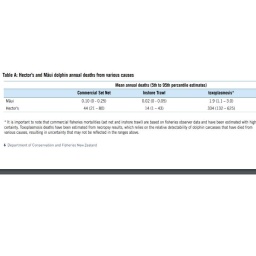 Table A: Hector's and Māui dolphin annual deaths from various causes
Mean annual deaths (5th to 95th percentile estimates)
Commercial Set Net Inshore Trawl toxoplasmosis*
Māui 0.10 (0 - 0.25) 0.02 (0 - 0.05) 1.9 (1.1 - 3.3)
Hector's 44 (21 - 80) 14 (1 - 43) 334 (132 - 625)
* It is important to note that commercial fisheries mortalities (set net and inshore trawl) are based on fisheries observer data and have been estimated with high
certainty. Toxoplasmosis deaths have been estimated from necropsy results, which relies on the relative detectability of dolphin carcasses that have died from
various causes, resulting in uncertainty that may not be reflected in the ranges above.
Department of Conservation and Fisheries New Zealand